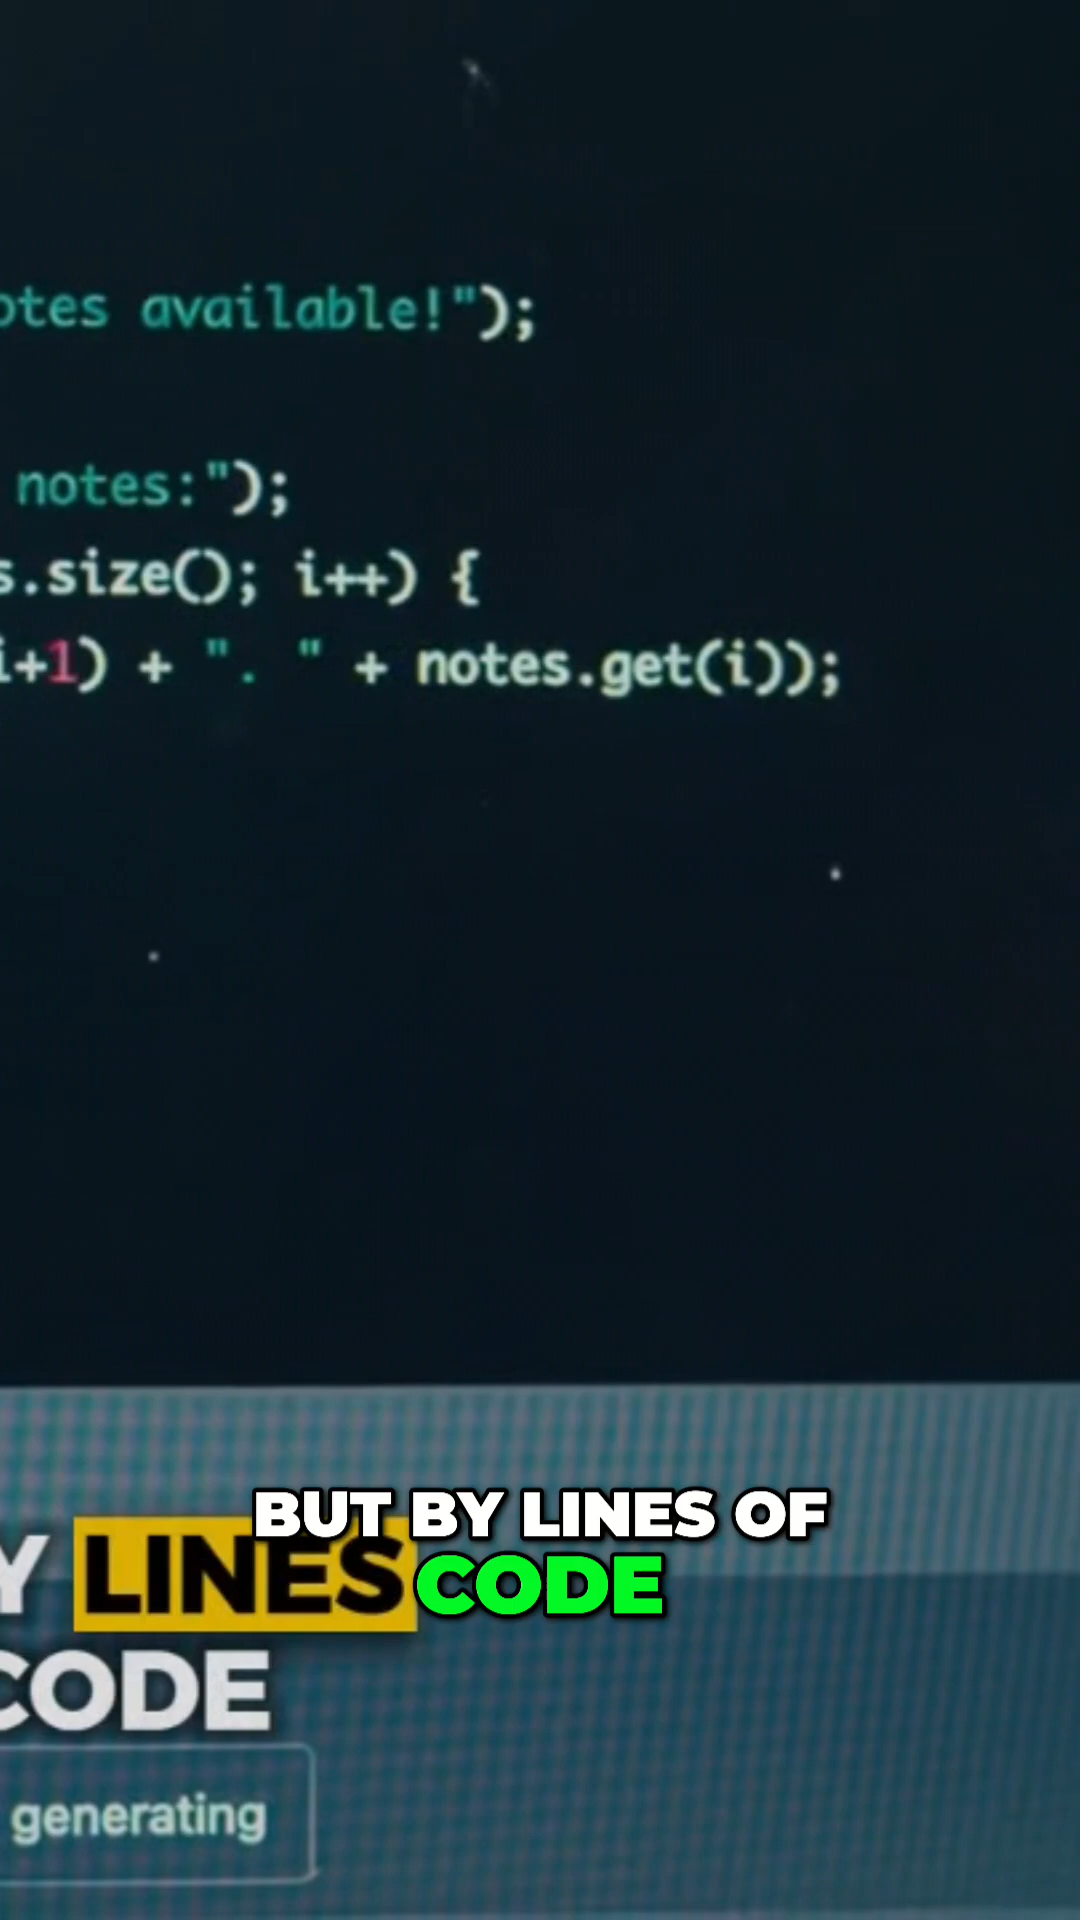 otes available!");
notes:");
s.size(); i++) {
i+1) + ". " + notes.get(i));
BUT BY LINES OF
CODE
Y LINES
CODE
generating